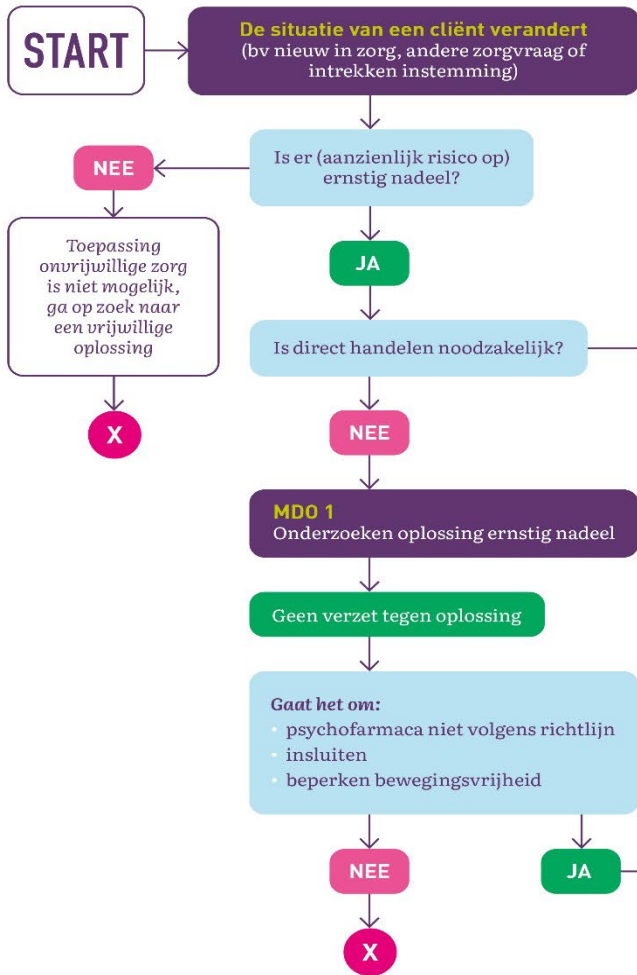 START
De situatie van een cliënt verandert
(bv nieuw in zorg, andere zorgvraag of
intrekken instemming)
Is er (aanzienlijk risico op)
ernstig nadeel?
NEE
Toepassing
onvrijwillige zorg
is niet mogelijk,
ga op zoek naar
een vrijwillige
oplossing
X
JA
Is direct handelen noodzakelijk?
NEE
MDO 1
Onderzoeken oplossing ernstig nadeel
Geen verzet tegen oplossing
Gaat het om:
• psychofarmaca niet volgens richtlijn
• insluiten
• beperken bewegingsvrijheid
NEE
JA
X